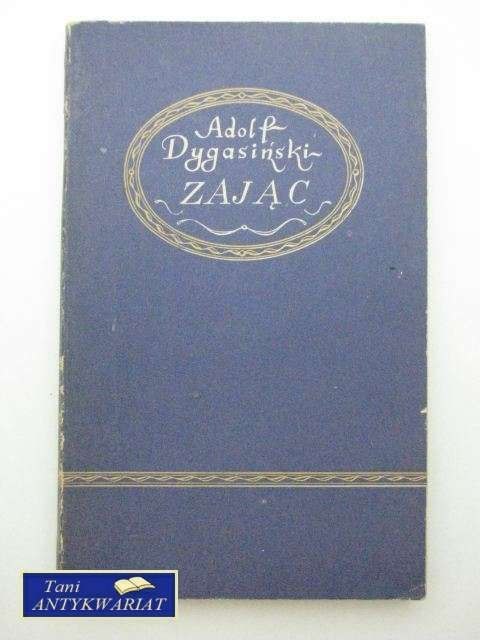 Adolf
Dygasiński
ZAJĄC
Tani
ANTYKWARIAT